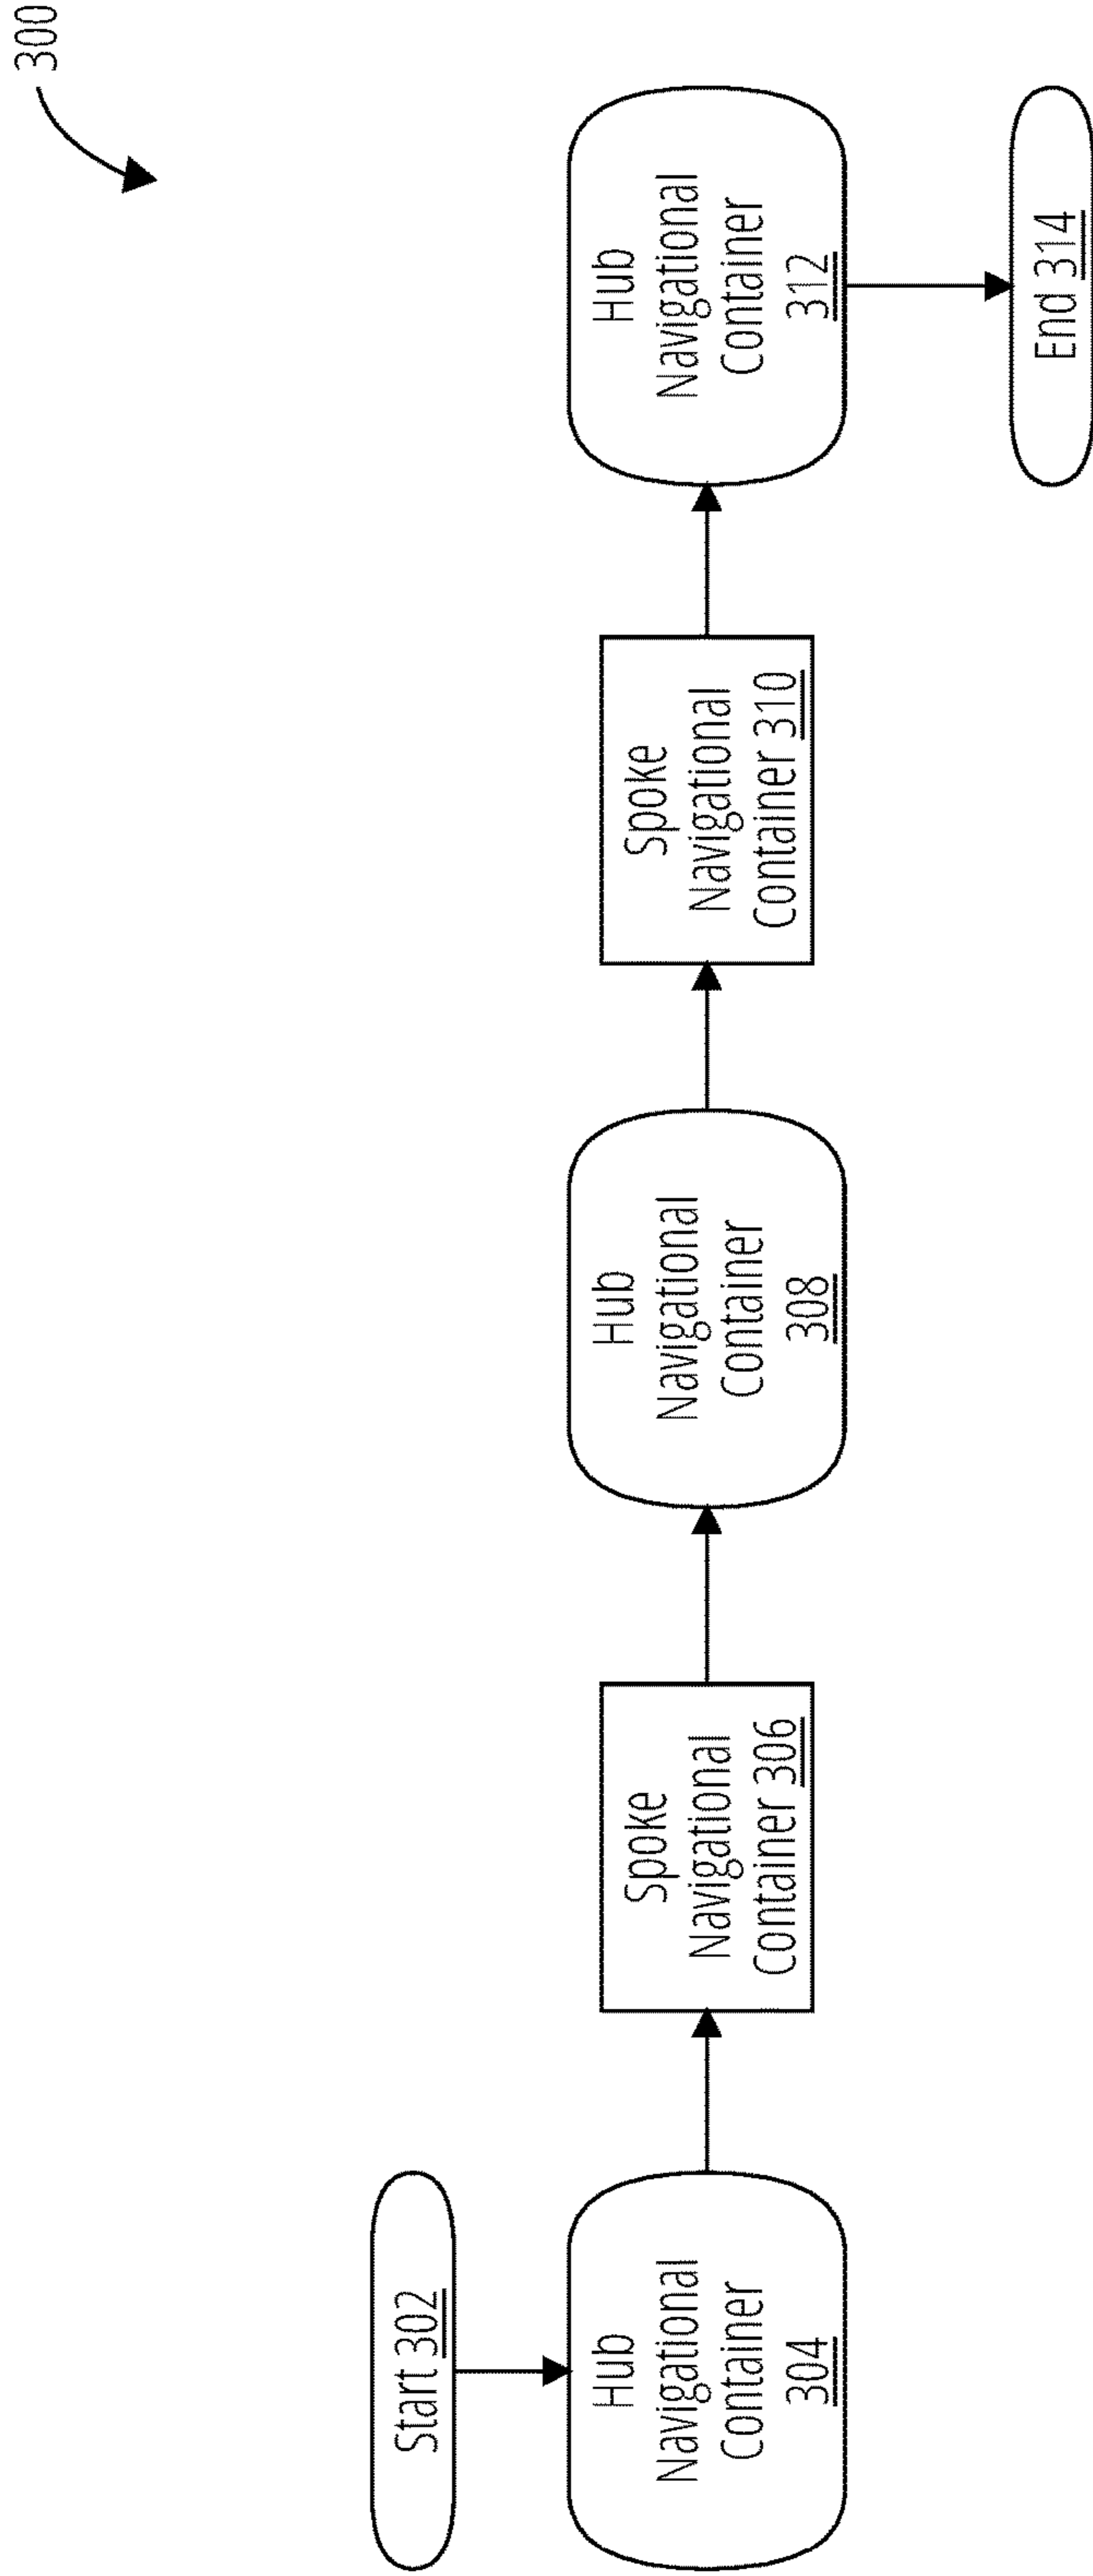 300
Start 302
Hub
Navigational
Container
304
Spoke
Navigational
Container 306
Hub
Navigational
Container
308
Spoke
Navigational
Container 310
Hub
Navigational
Container
312
End 314